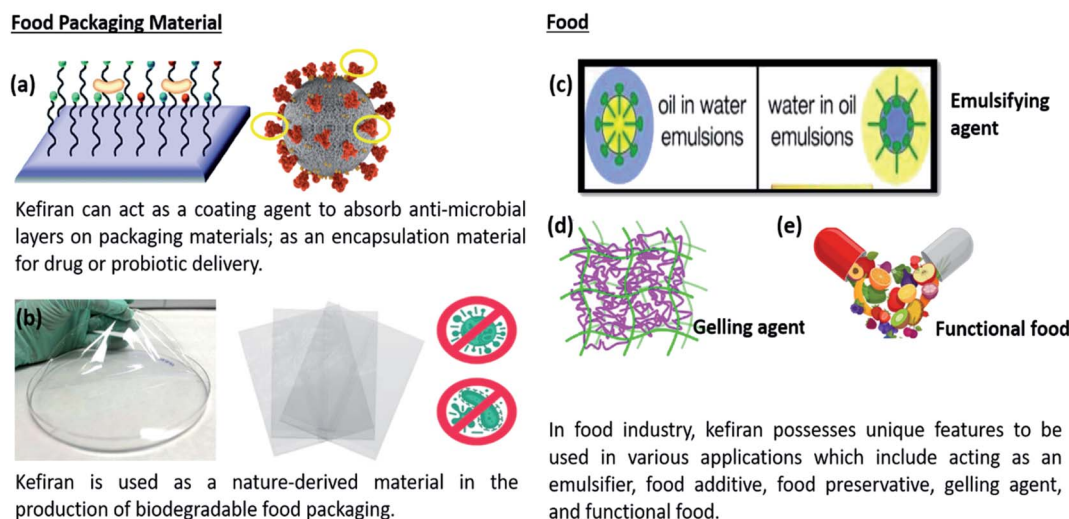 Food Packaging Material
(a)
Kefiran can act as a coating agent to absorb anti-microbial
layers on packaging materials; as an encapsulation material
for drug or probiotic delivery.
(b)
Kefiran is used as a nature-derived material in the
production of biodegradable food packaging.
Food
(c)
oil in water
emulsions
water in oil
emulsions
Emulsifying
agent
(d)
Gelling agent
(e)
Functional food
In food industry, kefiran possesses unique features to be
used in various applications which include acting as an
emulsifier, food additive, food preservative, gelling agent,
and functional food.